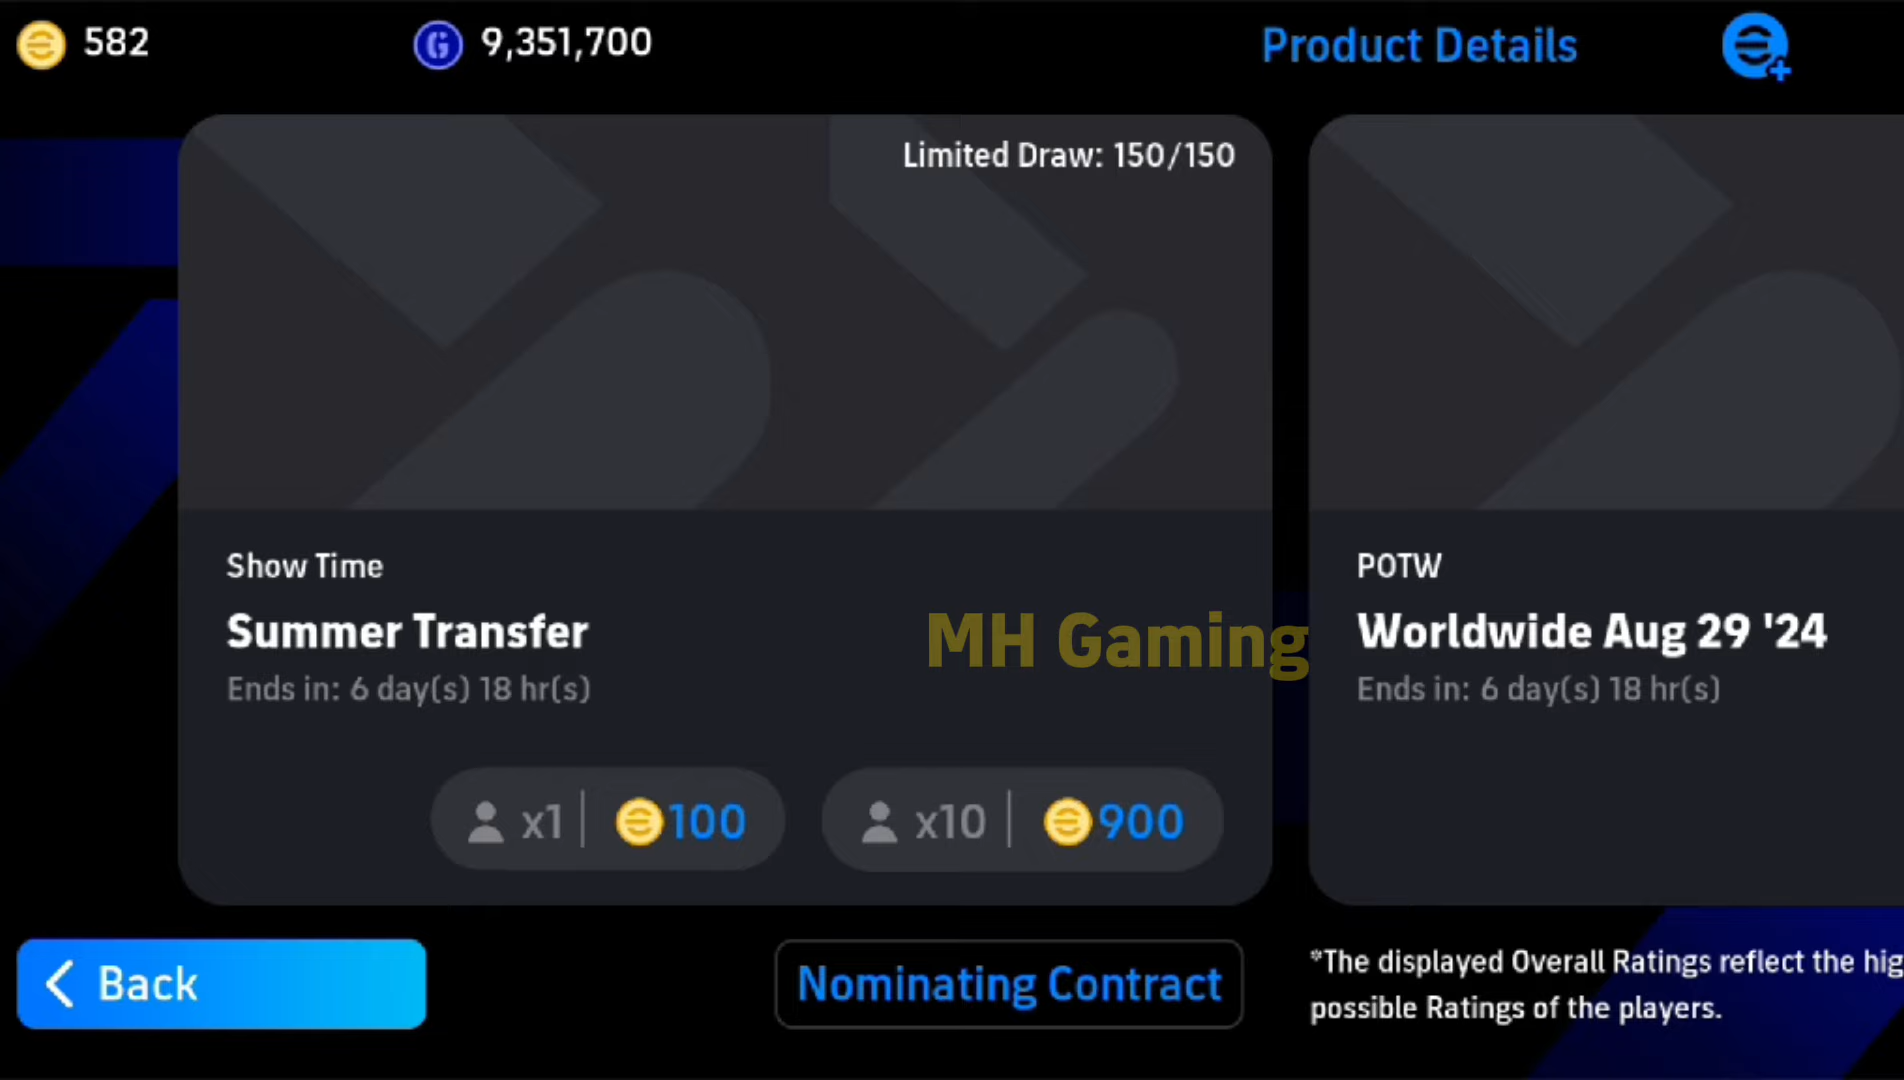 582
9,351,700
Product Details
Limited Draw: 150/150
Show Time
Summer Transfer
Ends in: 6 day(s) 18 hr(s)
x1 100
x10 900
MH Gaming
POTW
Worldwide Aug 29 '24
Ends in: 6 day(s) 18 hr(s)
Back
Nominating Contract
*The displayed Overall Ratings reflect the
possible Ratings of the players.